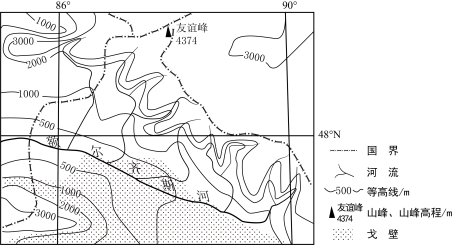 86°
90°
1000
友谊峰
4374
3000
3000
2000
1000
500
48°N
额
尔
齐
斯
河
500
1000
2000
3000
国 界
河 流
500 等高线/m
友谊峰
4374 山峰、山峰高程/m
戈 壁